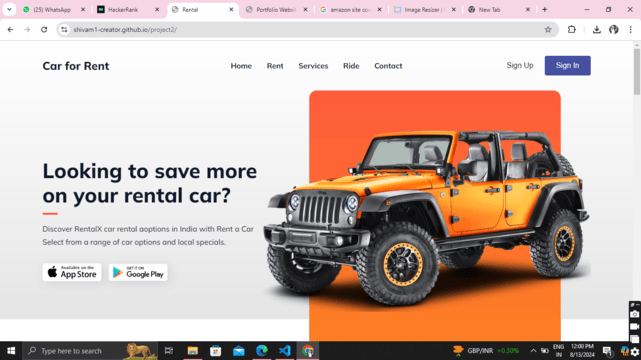 (25) WhatsApp
HackerRank
Rental
Portfolio Websit
amazon site cov
Image Resizer |
New Tab
shivam1-creator.github.io/project2/
Car for Rent
Home
Rent
Services
Ride
Contact
Sign Up
Sign In
Looking to save more
on your rental car?
Discover RentalX car rental aoptions in India with Rent a Car
Select from a range of car options and local specials.
Available on the
App Store
GET IT ON
Google Play
Type here to search
GBP/INR +0.30%
ENG
IN
12:00 PM
8/13/2024